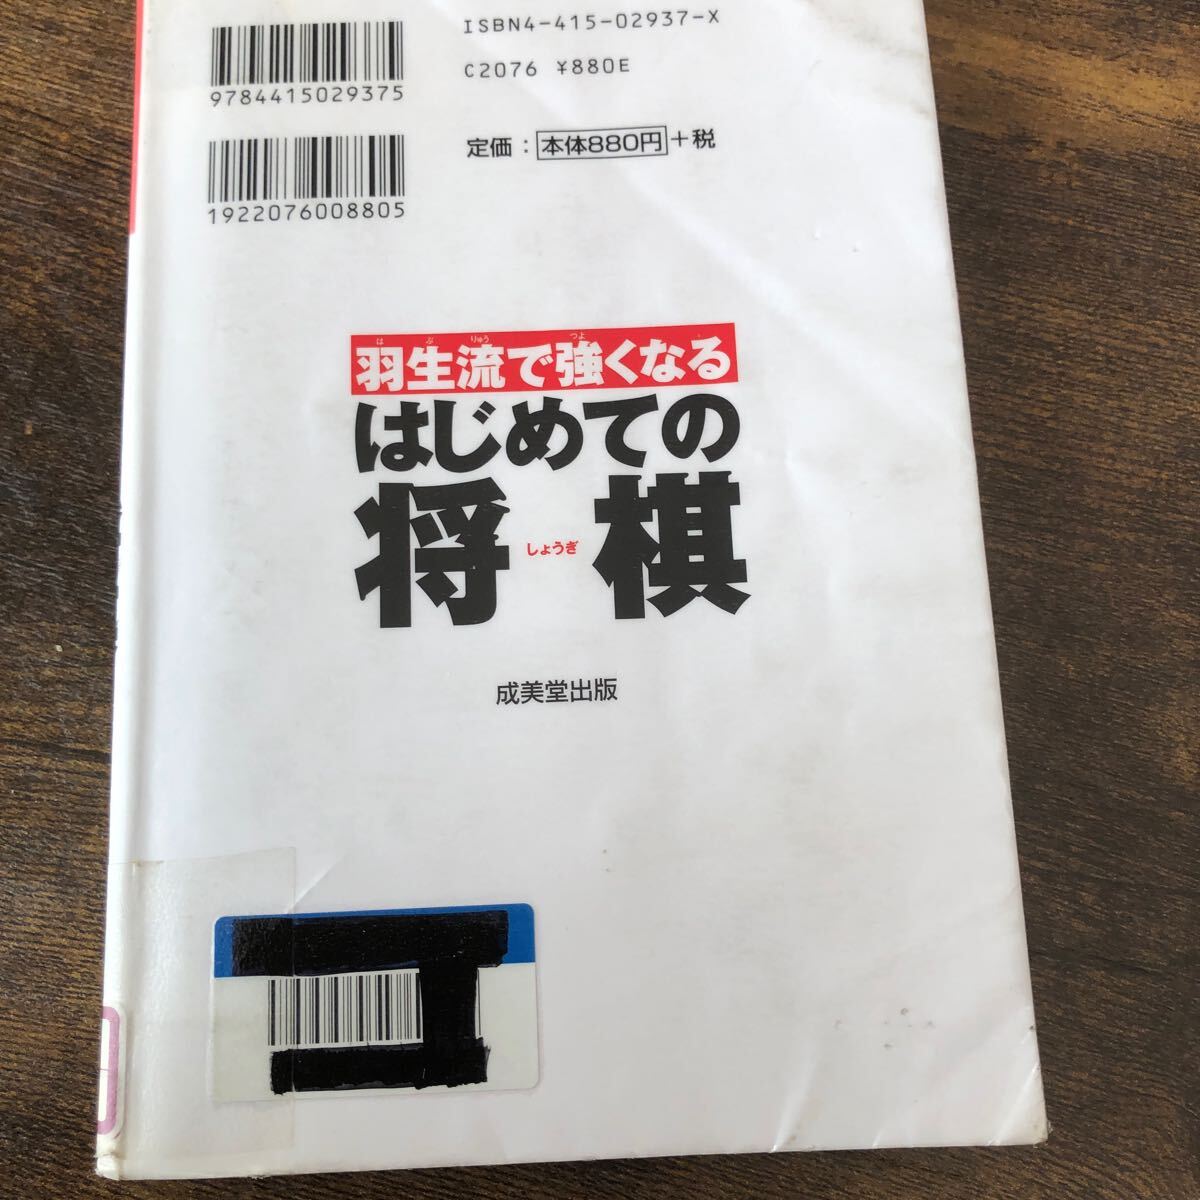 ISBN4-415-02937-X
C2076 ¥880E
9784415029375
定価：本体880円+税
1922076008805
は ぶ りゅう つよ
羽生流で強くなる
はじめての
将棋
しょうぎ
成美堂出版